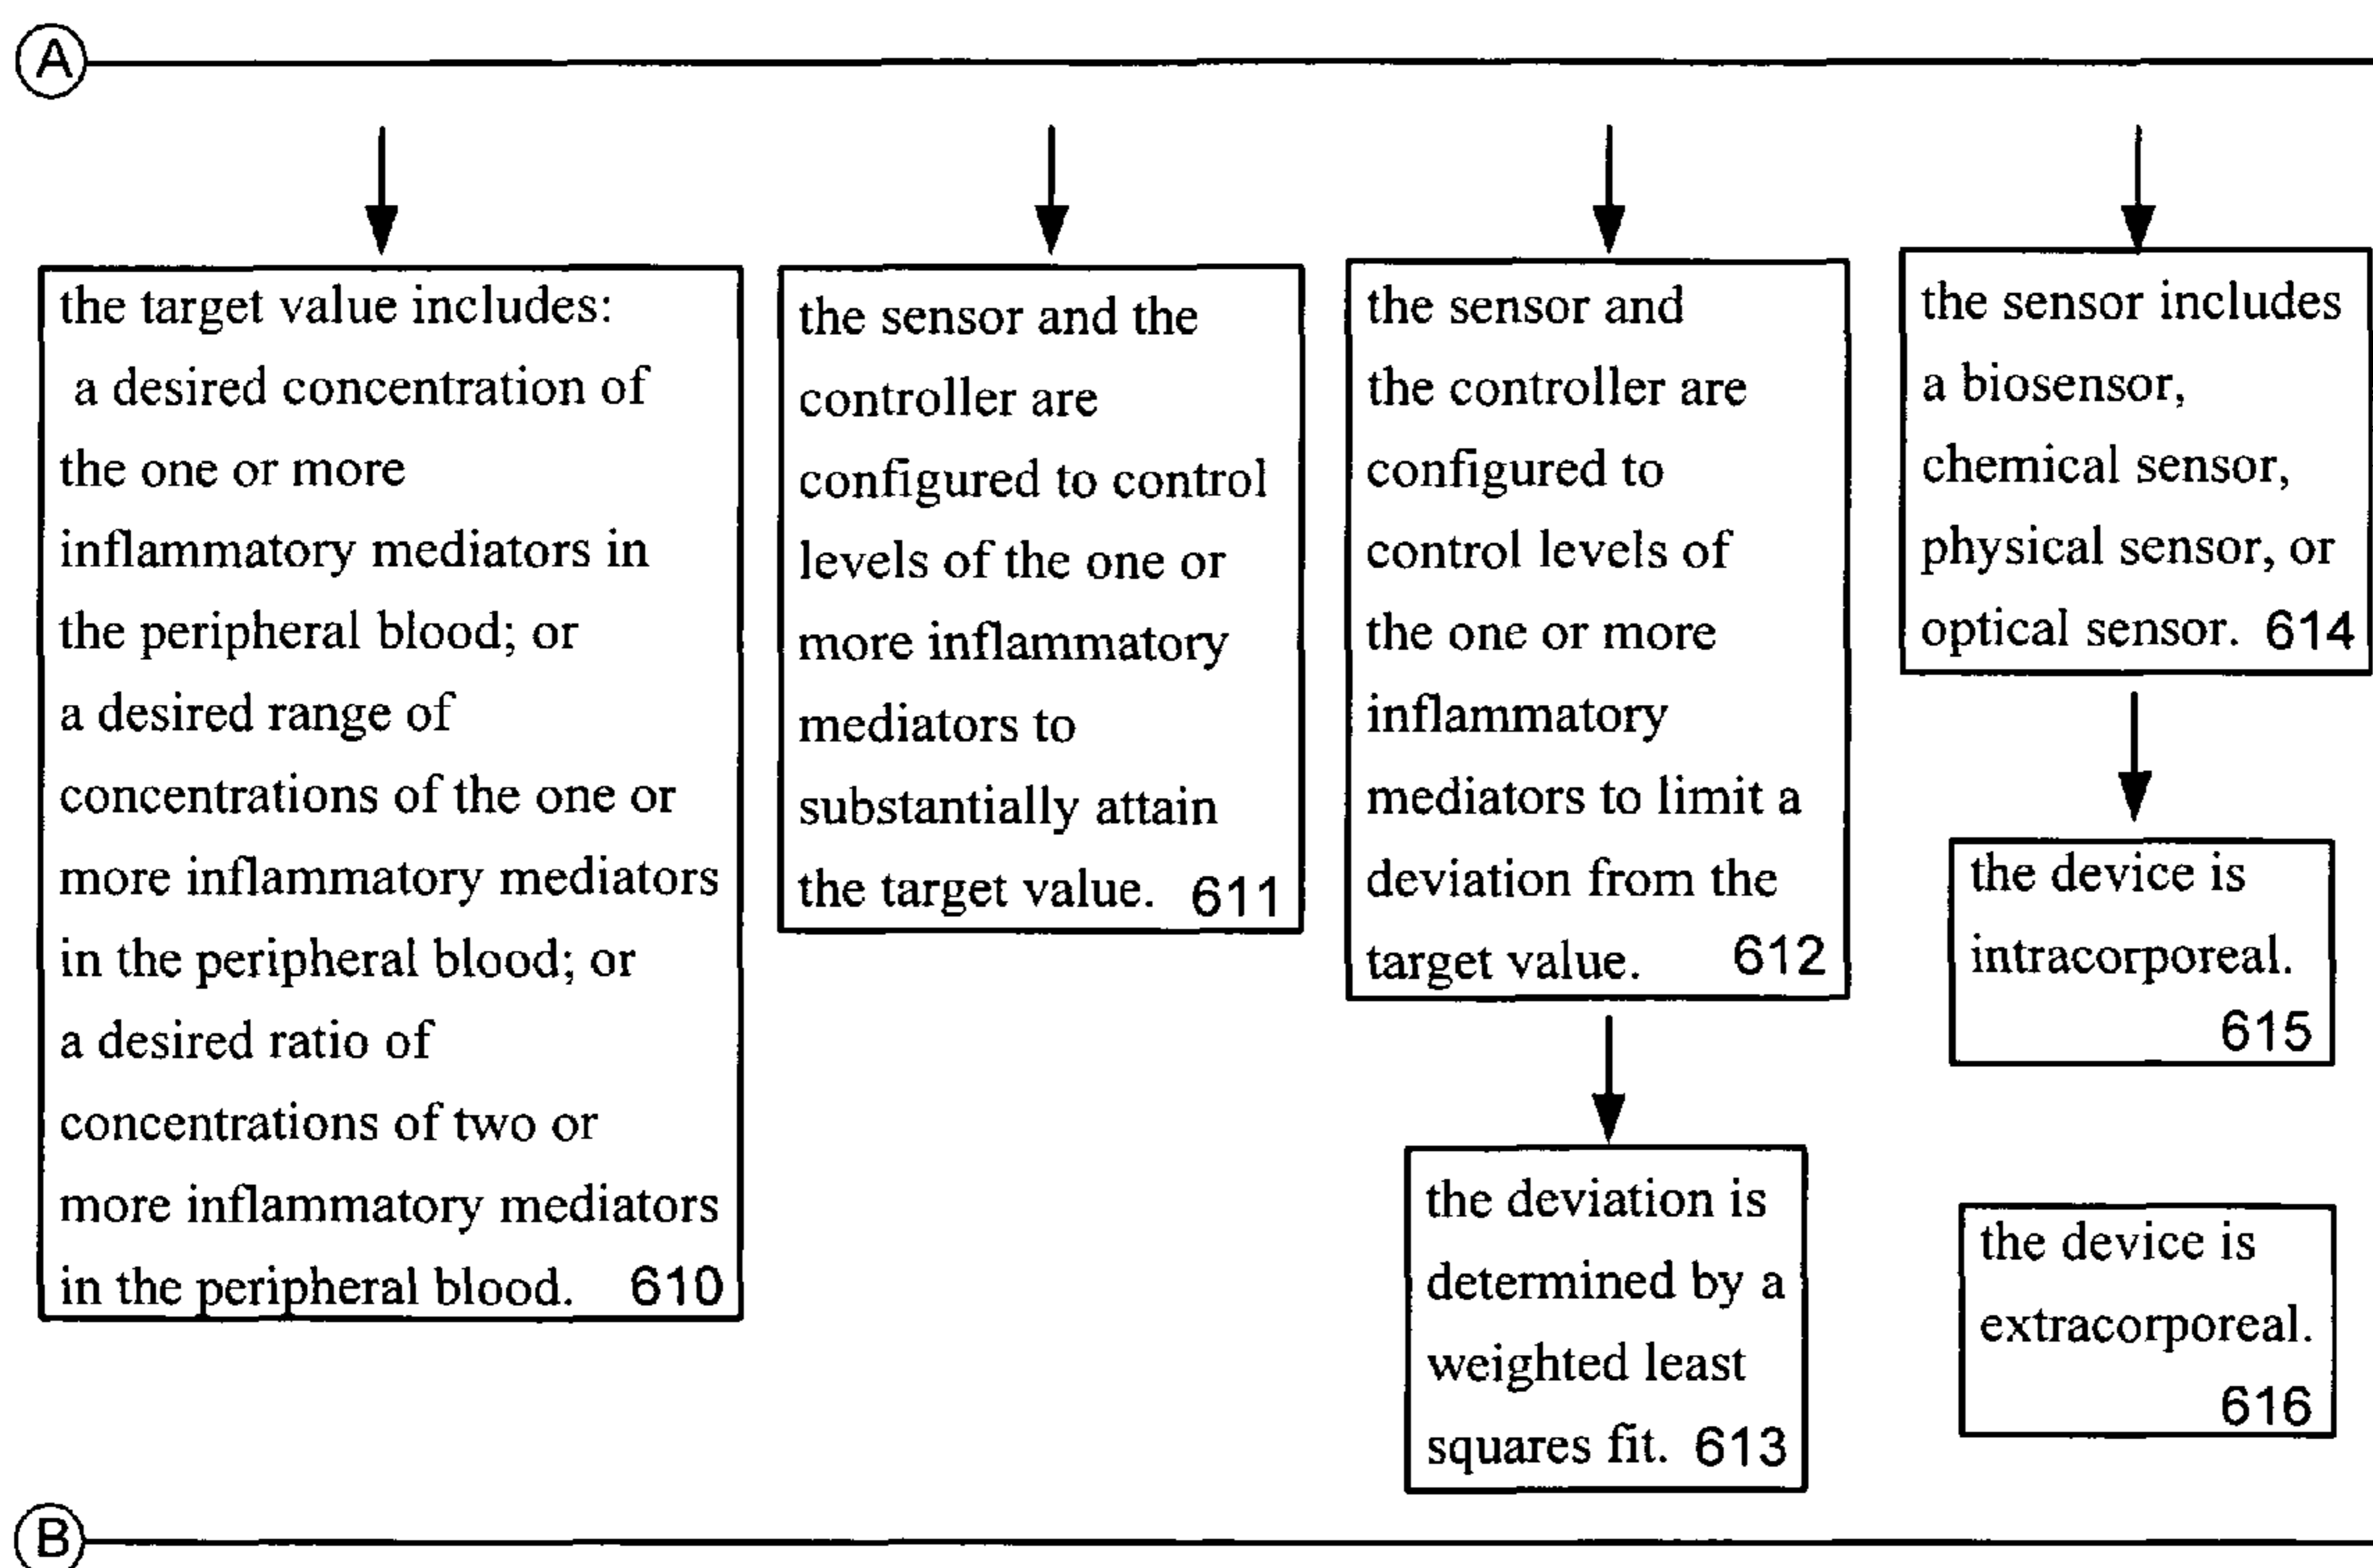 A
the target value includes:
a desired concentration of
the one or more
inflammatory mediators in
the peripheral blood; or
a desired range of
concentrations of the one or
more inflammatory mediators
in the peripheral blood; or
a desired ratio of
concentrations of two or
more inflammatory mediators
in the peripheral blood. 610
the sensor and the
controller are
configured to control
levels of the one or
more inflammatory
mediators to
substantially attain
the target value. 611
the sensor and
the controller are
configured to
control levels of
the one or more
inflammatory
mediators to limit a
deviation from the
target value. 612
the deviation is
determined by a
weighted least
squares fit. 613
the sensor includes
a biosensor,
chemical sensor,
physical sensor, or
optical sensor. 614
the device is
intracorporeal.
615
the device is
extracorporeal.
616
B